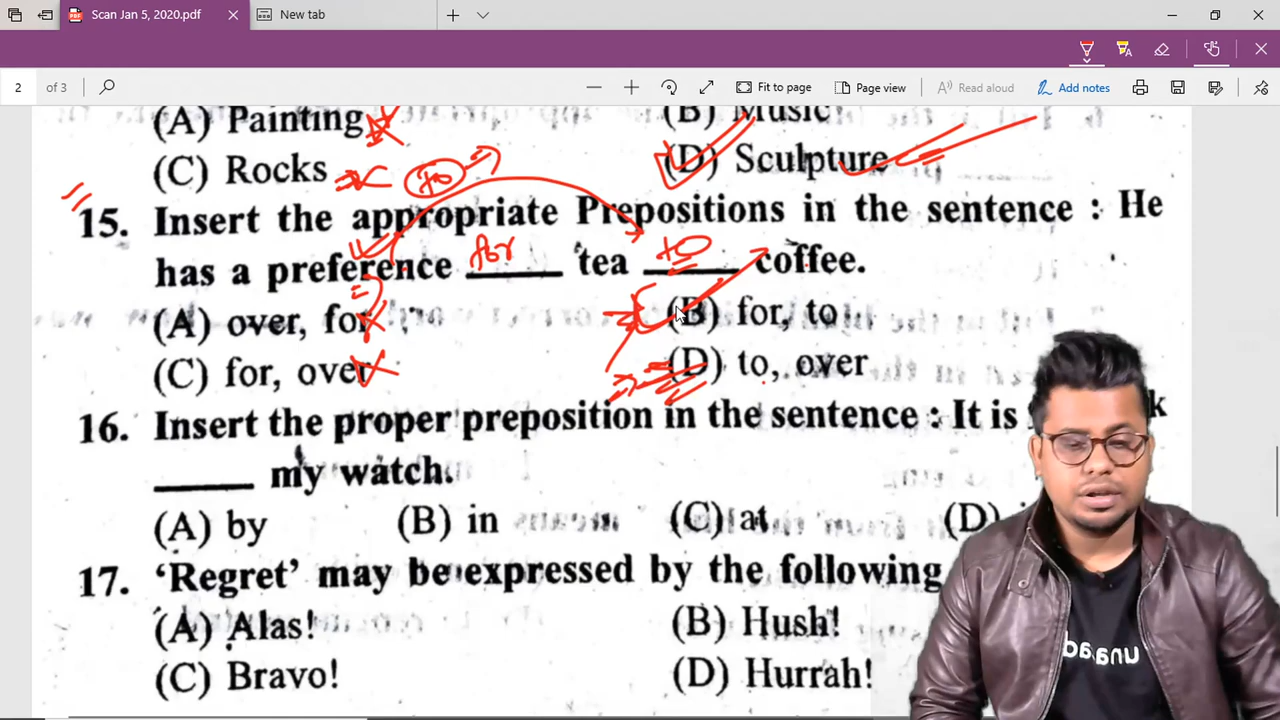 Scan Jan 5, 2020.pdf
New tab
2 of 3
Fit to page
Page view
Read aloud
Add notes
(A) Painting
(B) Music
(C) Rocks
(D) Sculpture
to
15. Insert the appropriate Prepositions in the sentence : He
has a preference for tea to coffee.
(A) over, for
(B) for, to
(C) for, over
(D) to, over
16. Insert the proper preposition in the sentence : It is
my watch.
(A) by
(B) in
(C) at
(D)
17. ‘Regret’ may be expressed by the following
(A) Alas!
(B) Hush!
(C) Bravo!
(D) Hurrah!